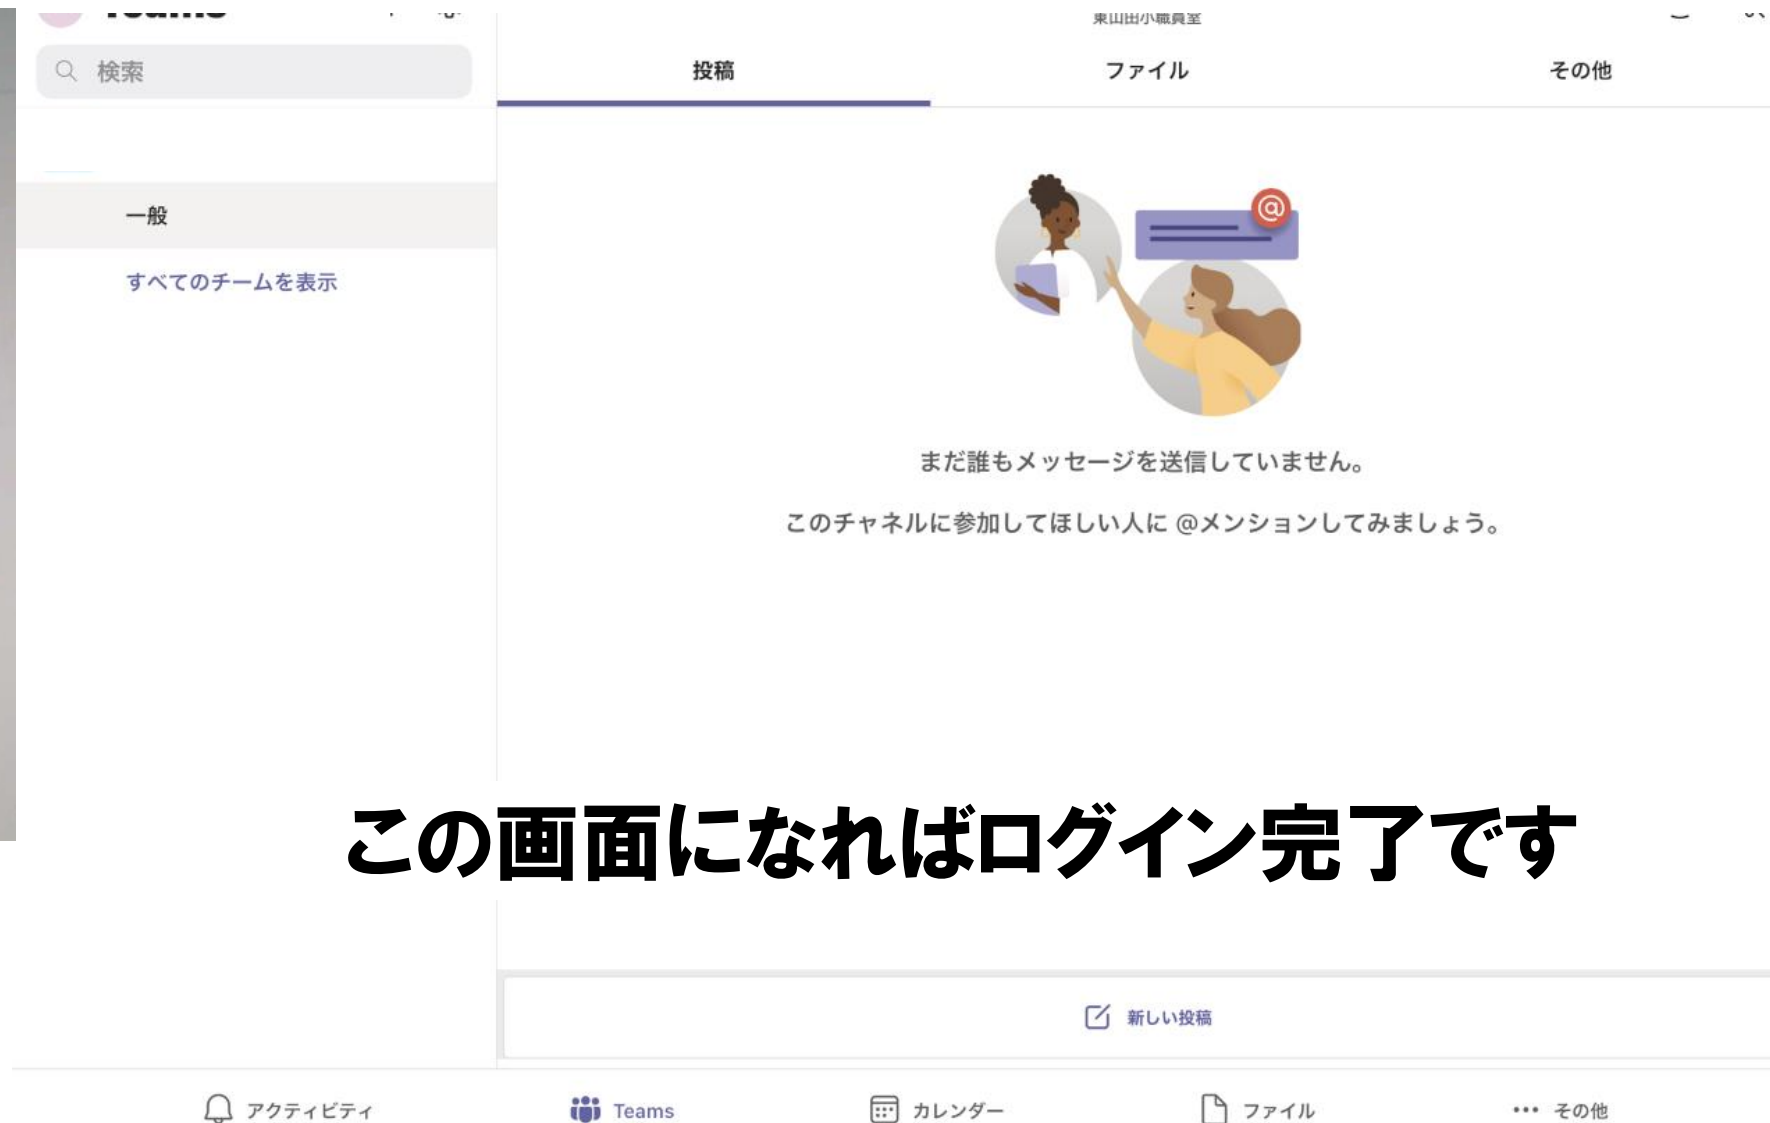 Teams
東山田小職員室
検索
投稿
ファイル
その他
一般
すべてのチームを表示
@
まだ誰もメッセージを送信していません。
このチャネルに参加してほしい人に @メンションしてみましょう。
この画面になればログイン完了です
新しい投稿
アクティビティ
Teams
カレンダー
ファイル
その他